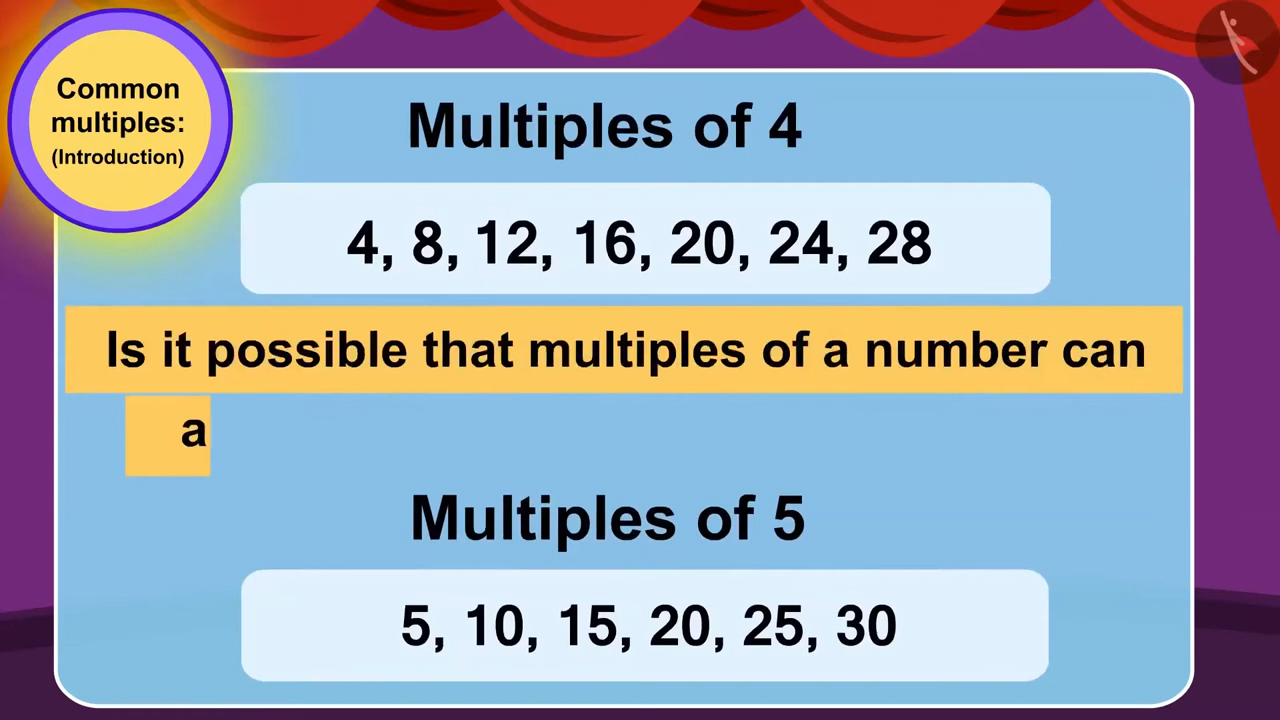 Common
multiples:
(Introduction)
Multiples of 4
4, 8, 12, 16, 20, 24, 28
Is it possible that multiples of a number can
a
Multiples of 5
5, 10, 15, 20, 25, 30